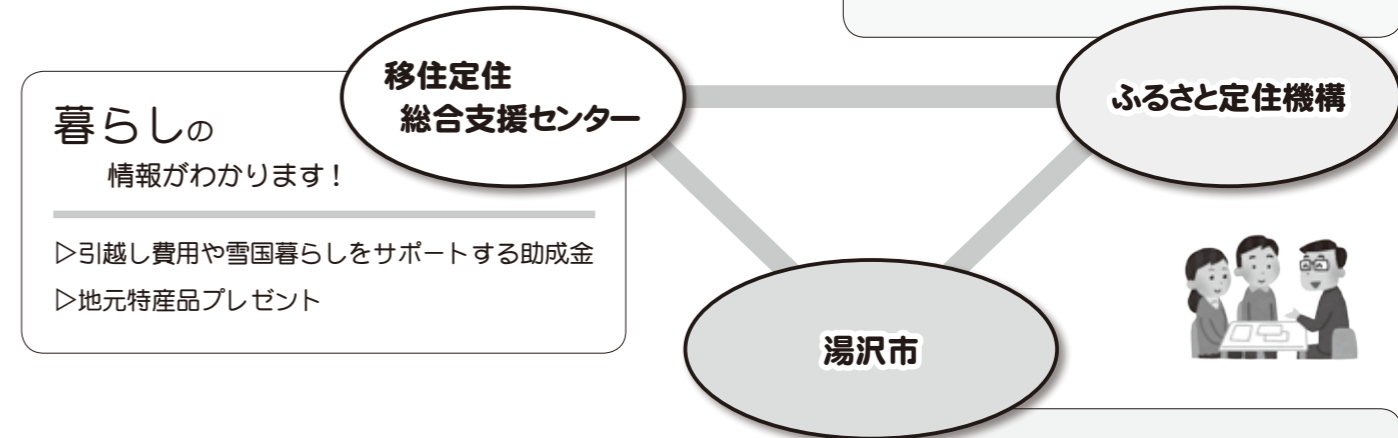 移住定住
総合支援センター
ふるさと定住機構
暮らしの
情報がわかります！
▷引越し費用や雪国暮らしをサポートする助成金
▷地元特産品プレゼント
湯沢市